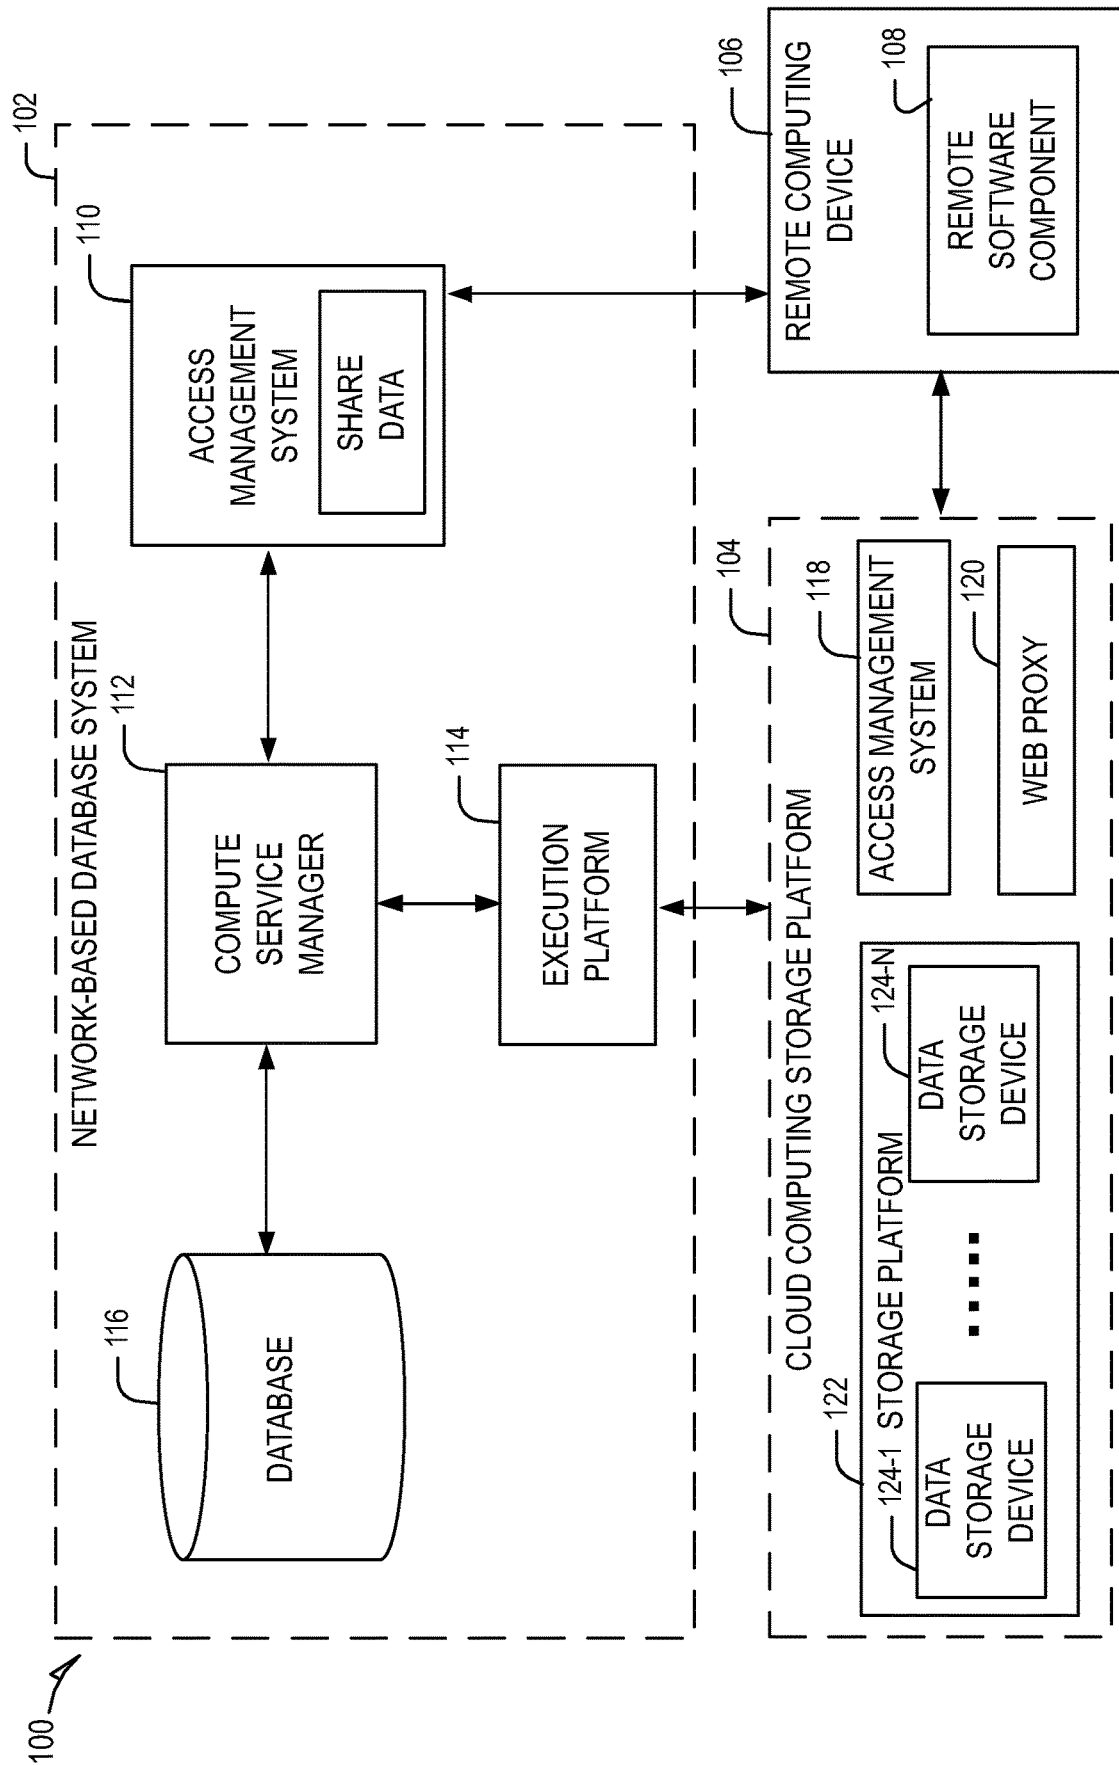 100
102
NETWORK-BASED DATABASE SYSTEM
116
DATABASE
112
COMPUTE
SERVICE
MANAGER
110
ACCESS
MANAGEMENT
SYSTEM
SHARE
DATA
114
EXECUTION
PLATFORM
CLOUD COMPUTING STORAGE PLATFORM
104
122
STORAGE PLATFORM
124-1
DATA
STORAGE
DEVICE
124-N
DATA
STORAGE
DEVICE
118
ACCESS MANAGEMENT
SYSTEM
120
WEB PROXY
106
REMOTE COMPUTING
DEVICE
108
REMOTE
SOFTWARE
COMPONENT